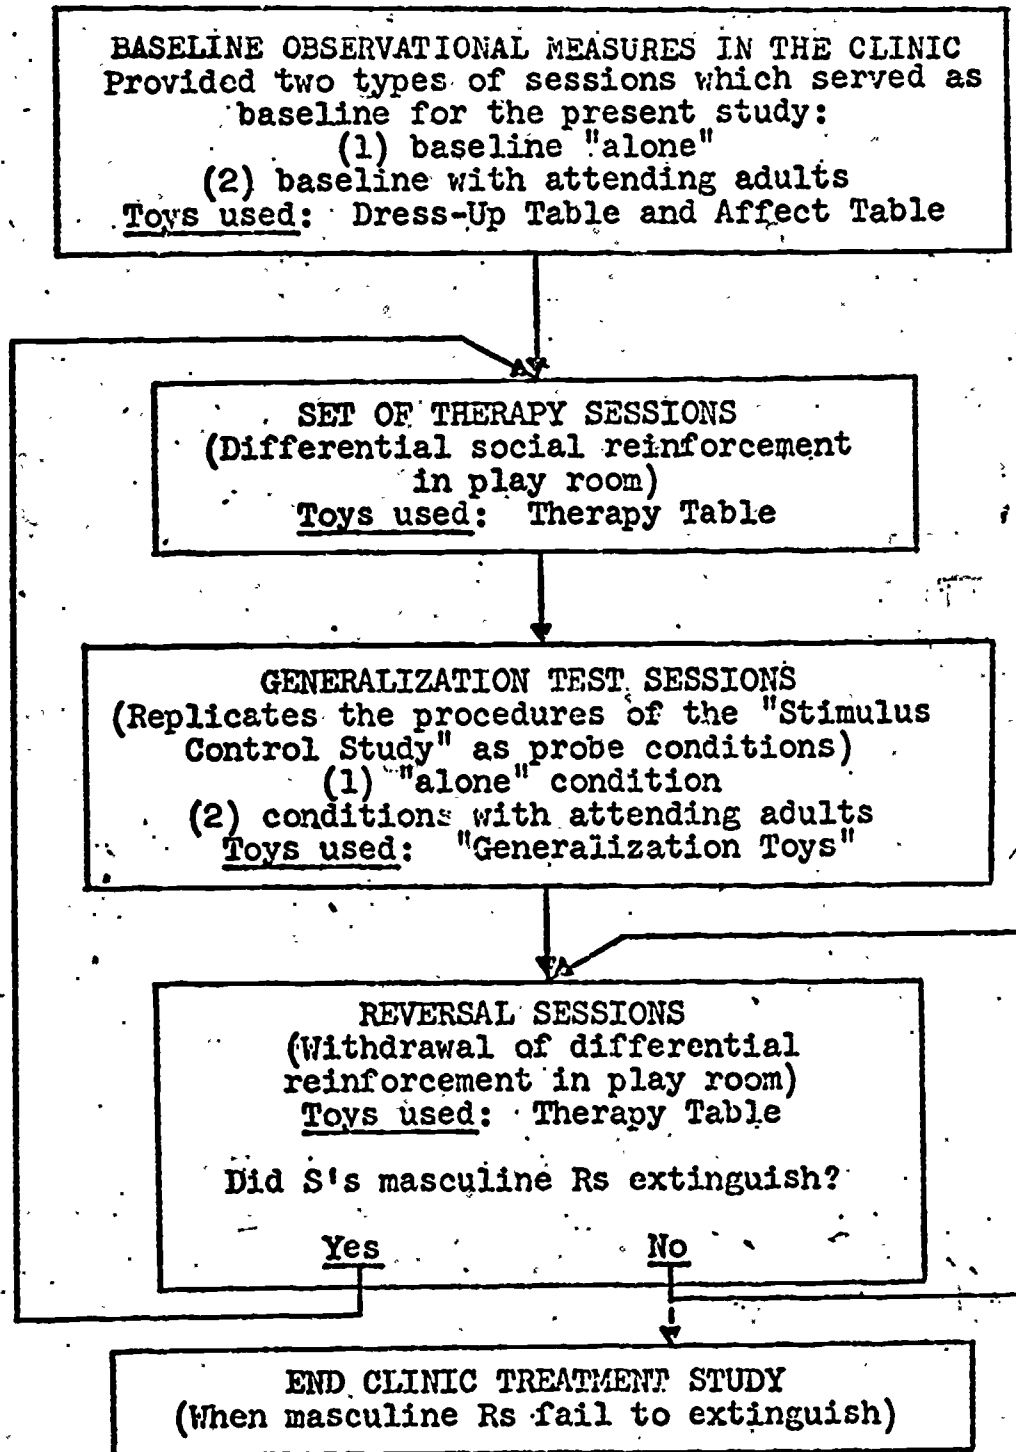 BASELINE OBSERVATIONAL MEASURES IN THE CLINIC
Provided two types of sessions which served as
baseline for the present study:
(1) baseline "alone"
(2) baseline with attending adults
Toys used: Dress-Up Table and Affect Table
SET OF THERAPY SESSIONS
(Differential social reinforcement
in play room)
Toys used: Therapy Table
GENERALIZATION TEST SESSIONS
(Replicates the procedures of the "Stimulus
Control Study" as probe conditions)
(1) "alone" condition
(2) conditions with attending adults
Toys used: "Generalization Toys"
REVERSAL SESSIONS
(Withdrawal of differential
reinforcement in play room)
Toys used: Therapy Table
Did S's masculine Rs extinguish?
Yes No
END CLINIC TREATMENT STUDY
(When masculine Rs fail to extinguish)